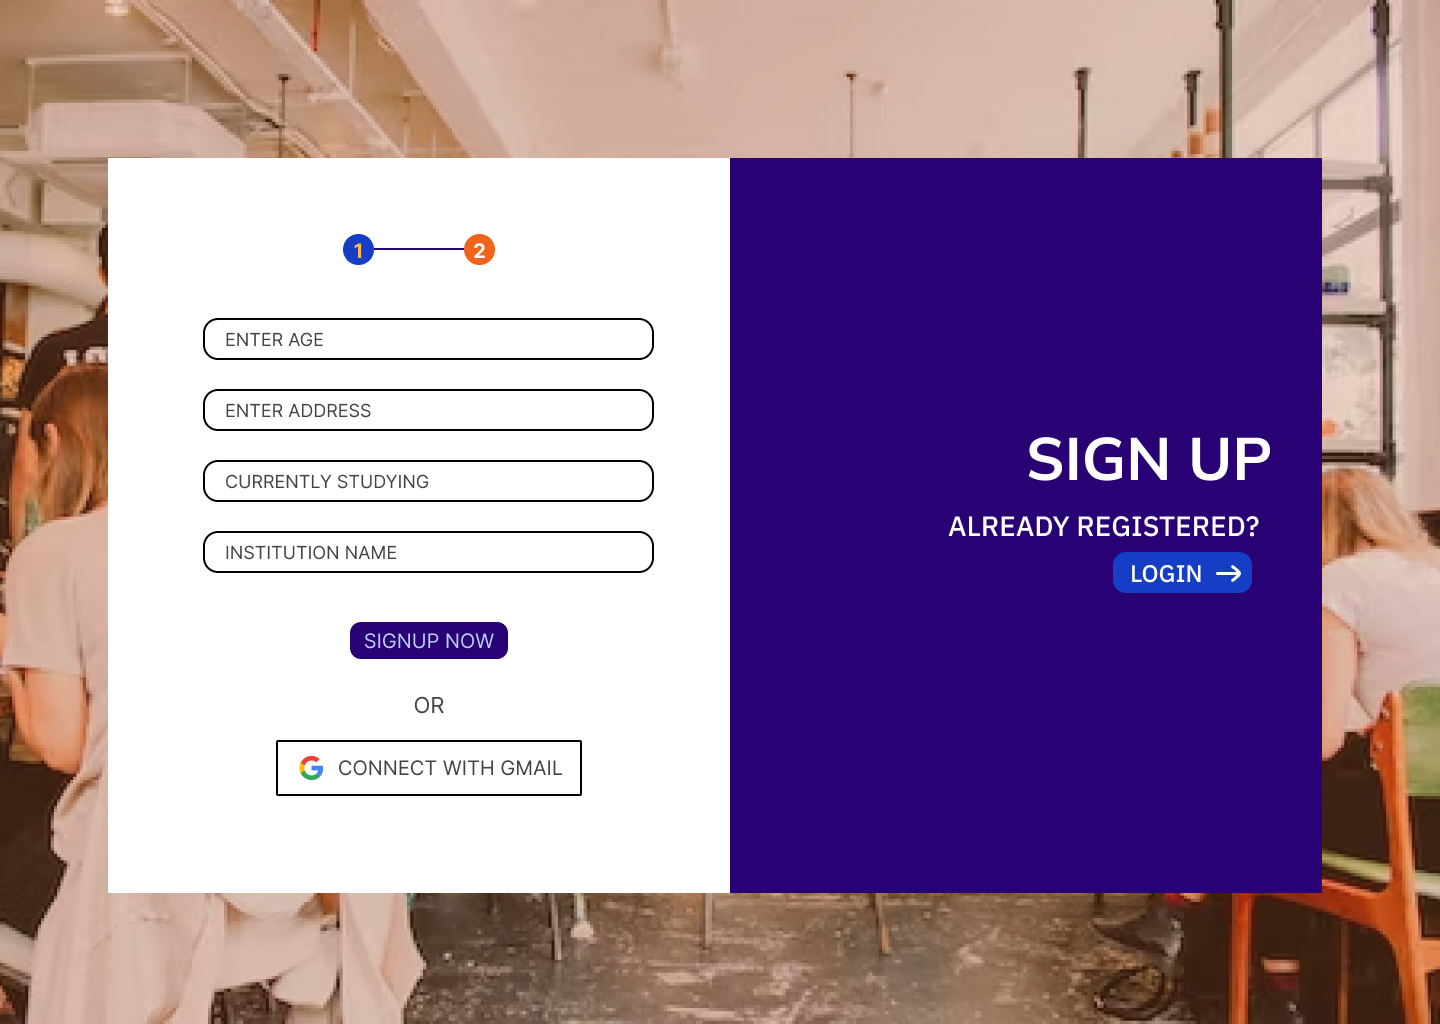 1 2
ENTER AGE
ENTER ADDRESS
CURRENTLY STUDYING
INSTITUTION NAME
SIGNUP NOW
OR
CONNECT WITH GMAIL
SIGN UP
ALREADY REGISTERED?
LOGIN →